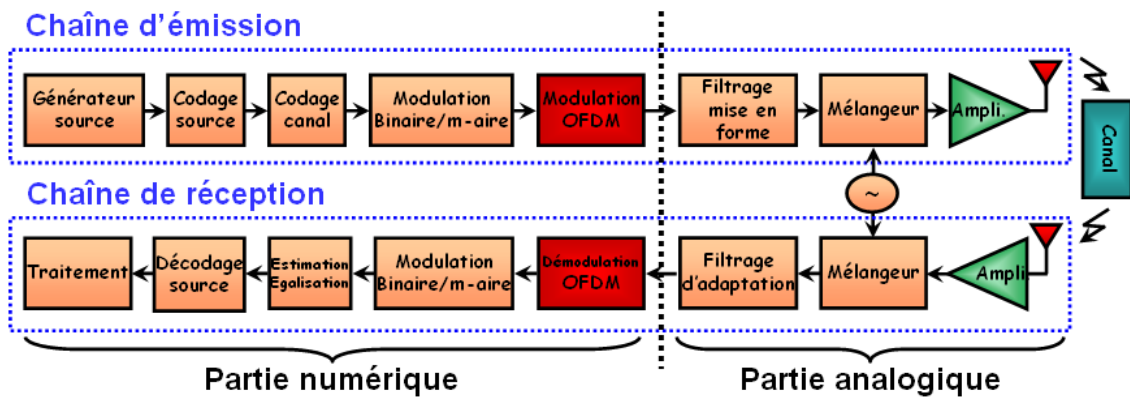 Chaîne d'émission
Générateur
source
Codage
source
Codage
canal
Modulation
Binaire/m-aire
Modulation
OFDM
Filtrage
mise en
forme
Mélangeur
Ampli.
Canal
~
Chaîne de réception
Traitement
Décodage
source
Estimation
Egalisation
Modulation
Binaire/m-aire
Démodulation
OFDM
Filtrage
d'adaptation
Mélangeur
Ampli
Partie numérique
Partie analogique